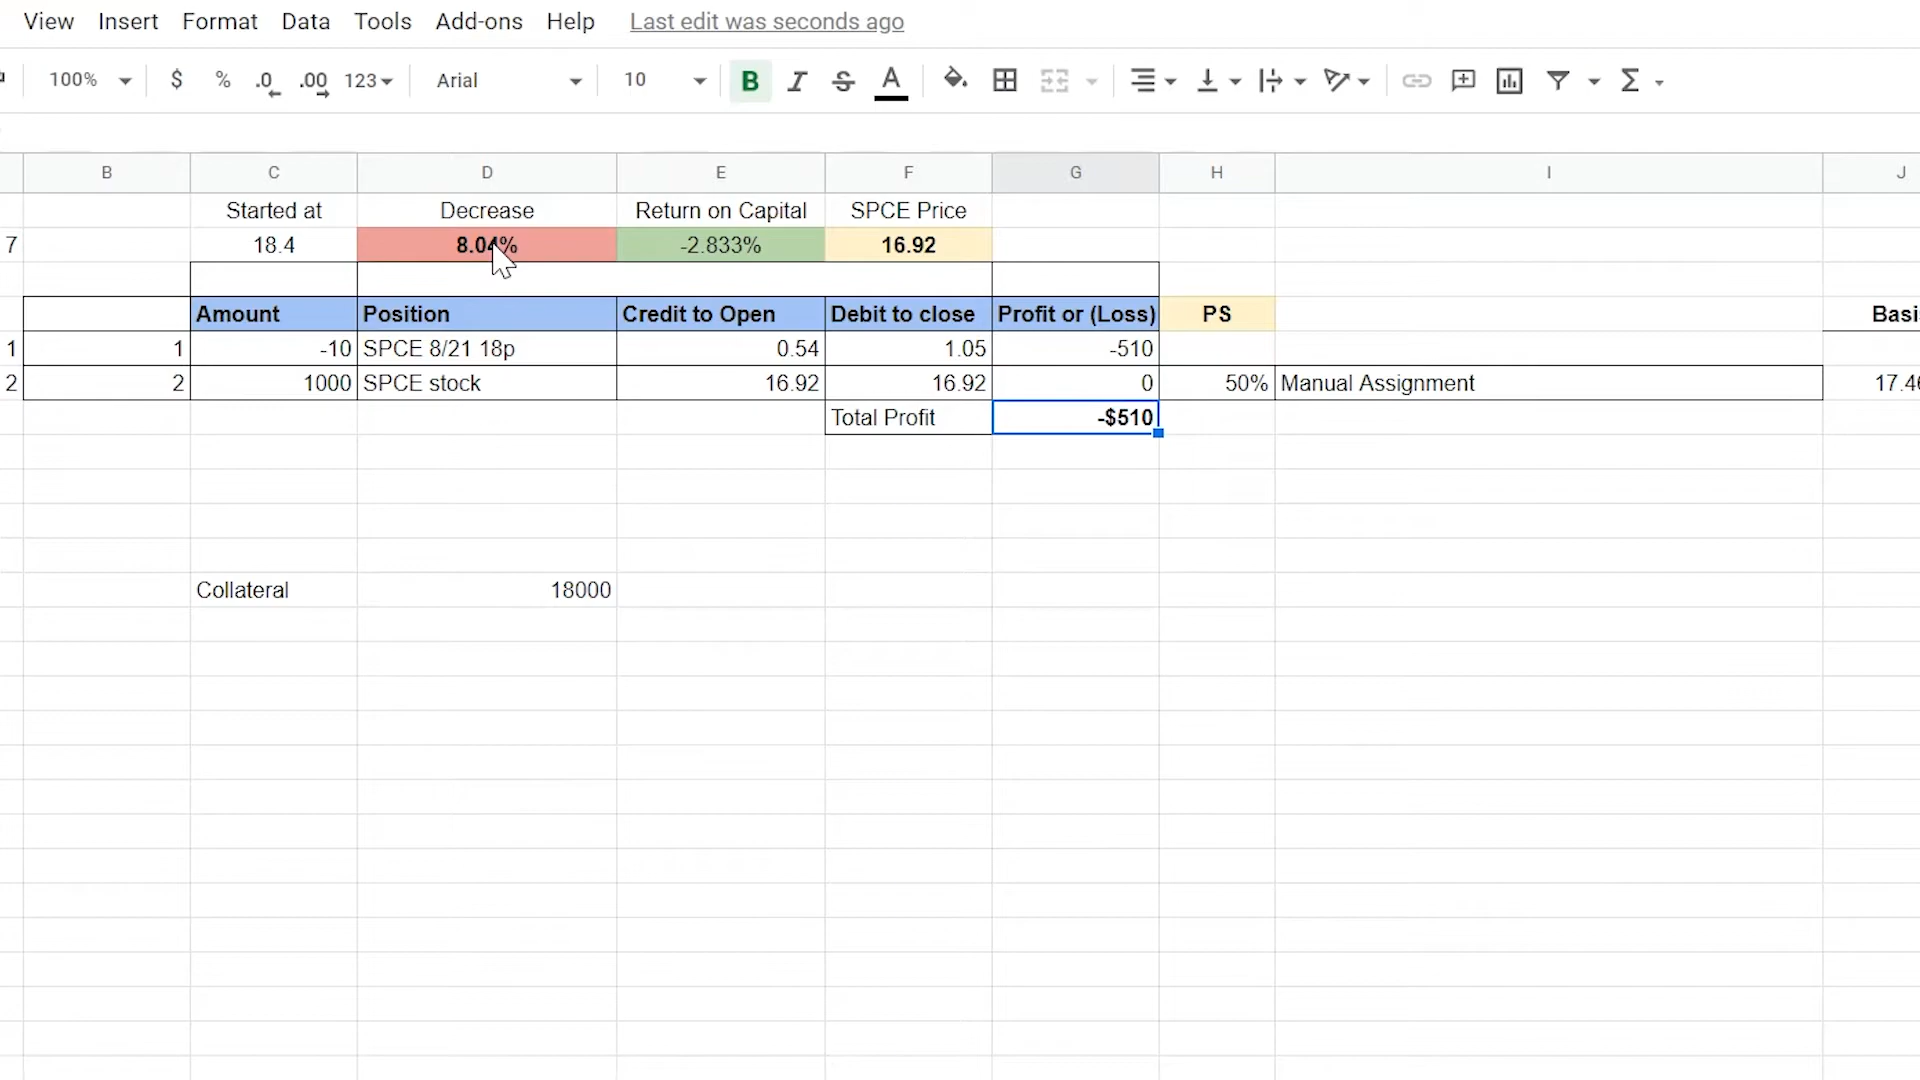 View Insert Format Data Tools Add-ons Help Last edit was seconds ago
100% $ % .0 .00 123 Arial 10 B I S A
B C D E F G H I J
Started at Decrease Return on Capital SPCE Price
7 18.4 8.04% -2.833% 16.92
Amount Position Credit to Open Debit to close Profit or (Loss) PS
1 1 -10 SPCE 8/21 18p 0.54 1.05 -510
2 2 1000 SPCE stock 16.92 16.92 0 50% Manual Assignment
Total Profit -$510
Collateral 18000